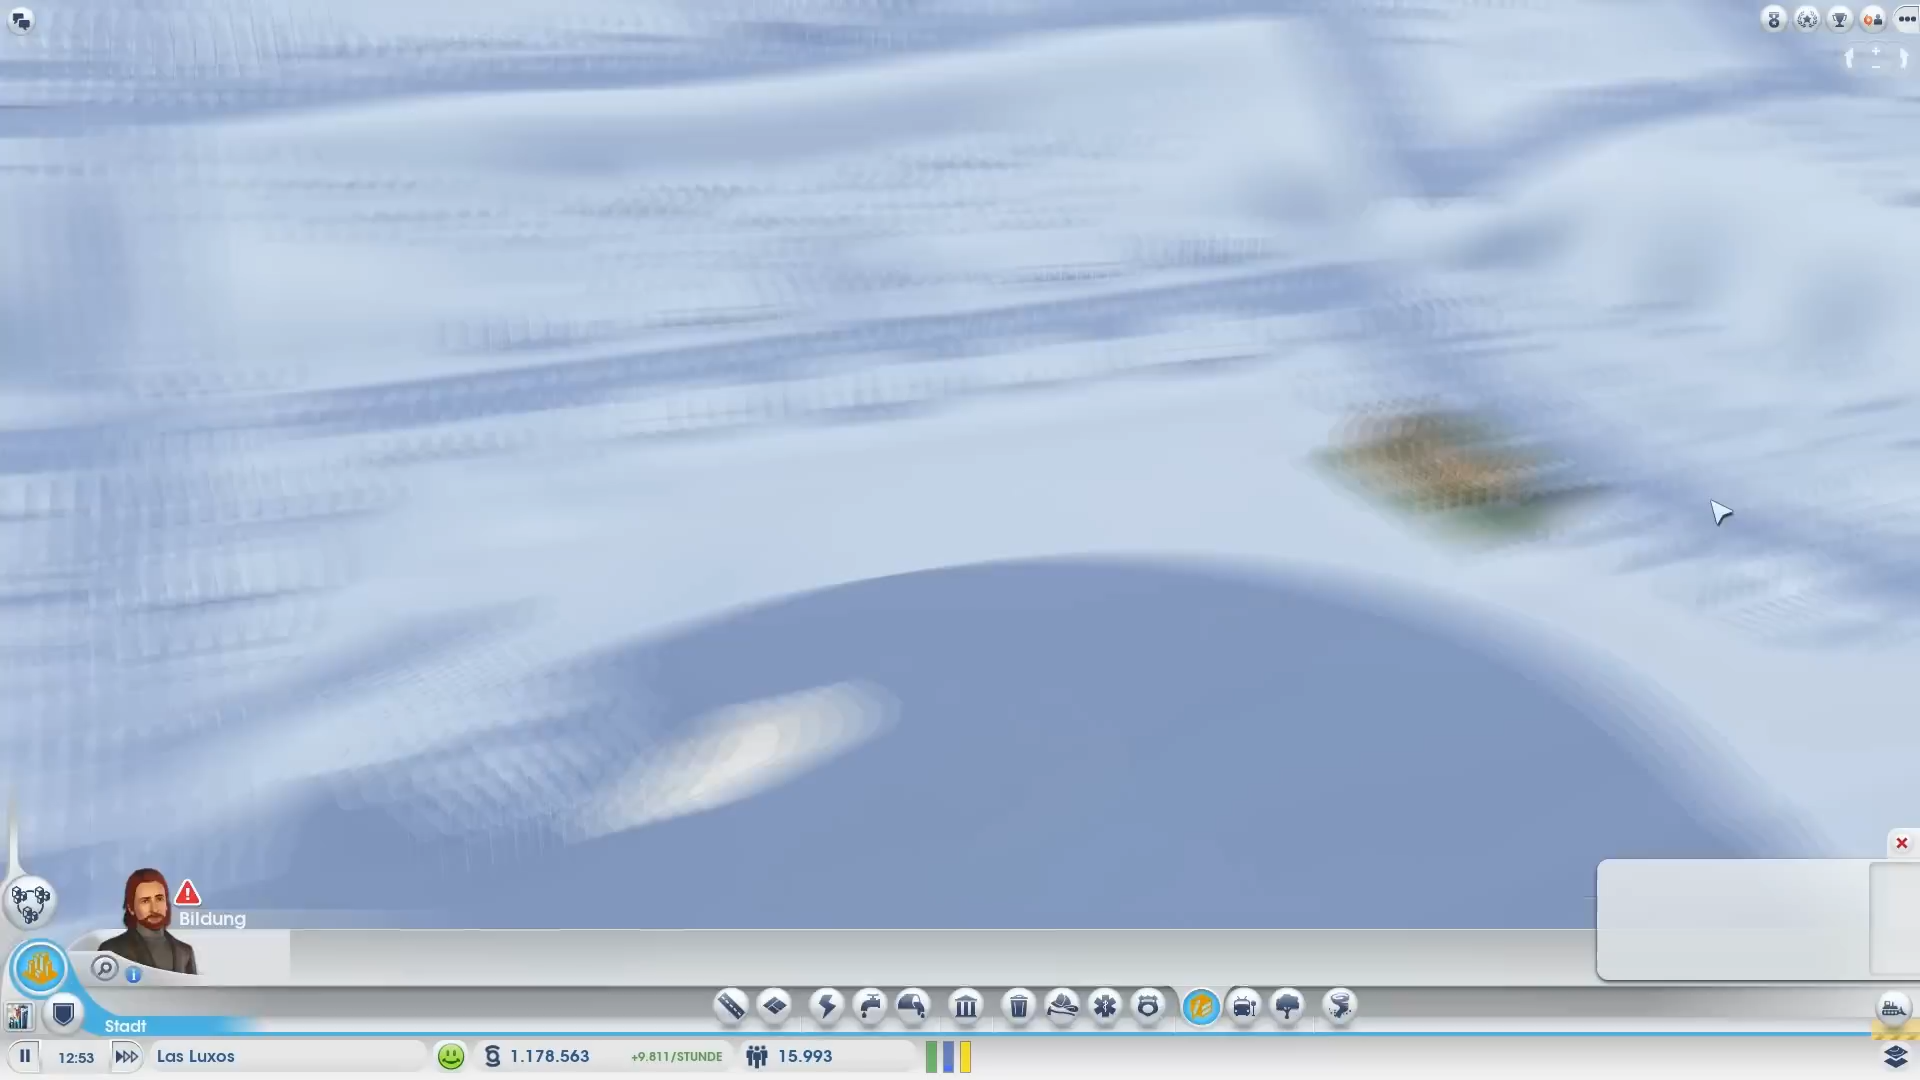 Bildung
Stadt
12:53
Las Luxos
1.178.563
+9.811/STUNDE
15.993